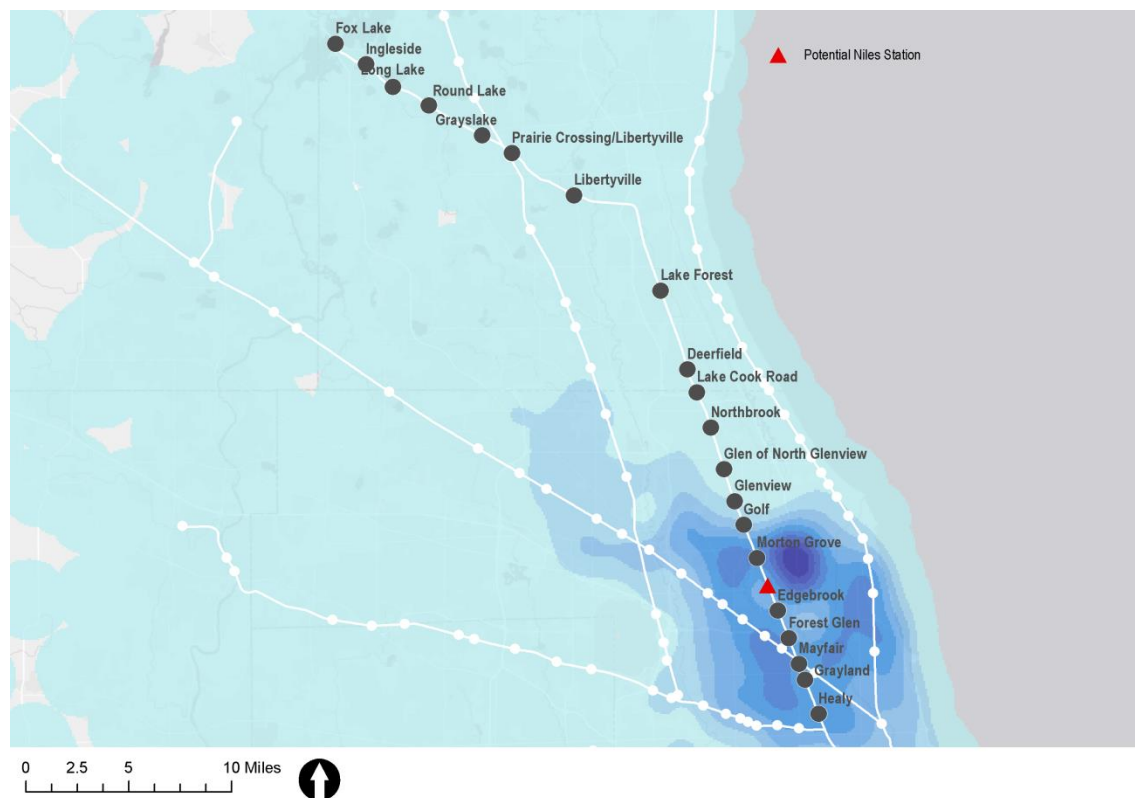 Fox Lake
Potential Niles Station
Ingleside
Long Lake
Round Lake
Grayslake
Prairie Crossing/Libertyville
Libertyville
Lake Forest
Deerfield
Lake Cook Road
Northbrook
Glen of North Glenview
Glenview
Golf
Morton Grove
Edgebrook
Forest Glen
Mayfair
Grayland
Healy
0 2.5 5 10 Miles